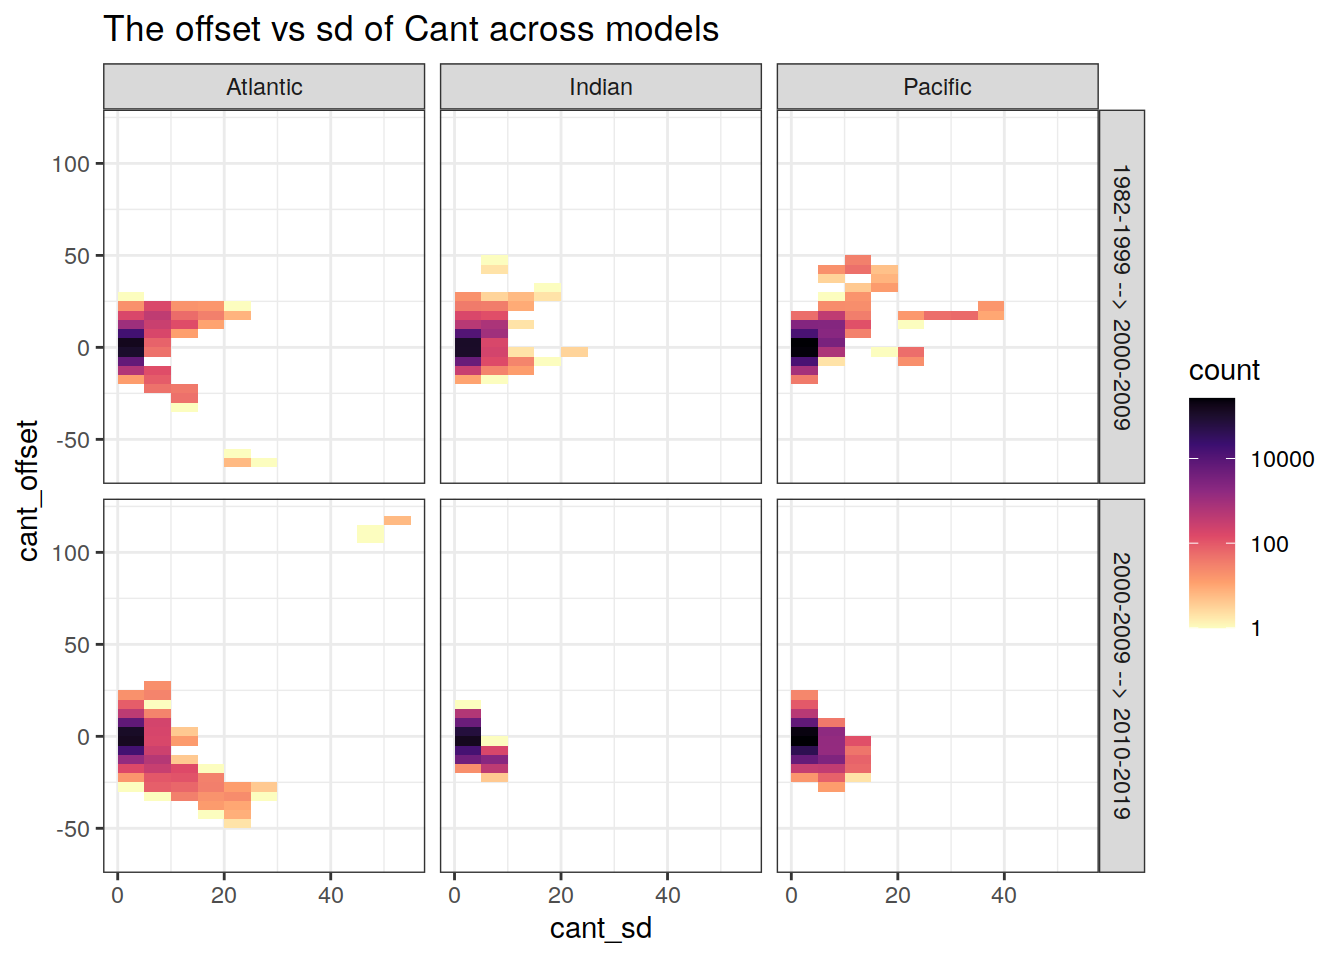 The offset vs sd of Cant across models
Atlantic
Indian
Pacific
100
50
0
-50
1982-1999 --> 2000-2009
100
50
0
-50
2000-2009 --> 2010-2019
0
20
40
0
20
40
0
20
40
cant_sd
cant_offset
count
10000
100
1